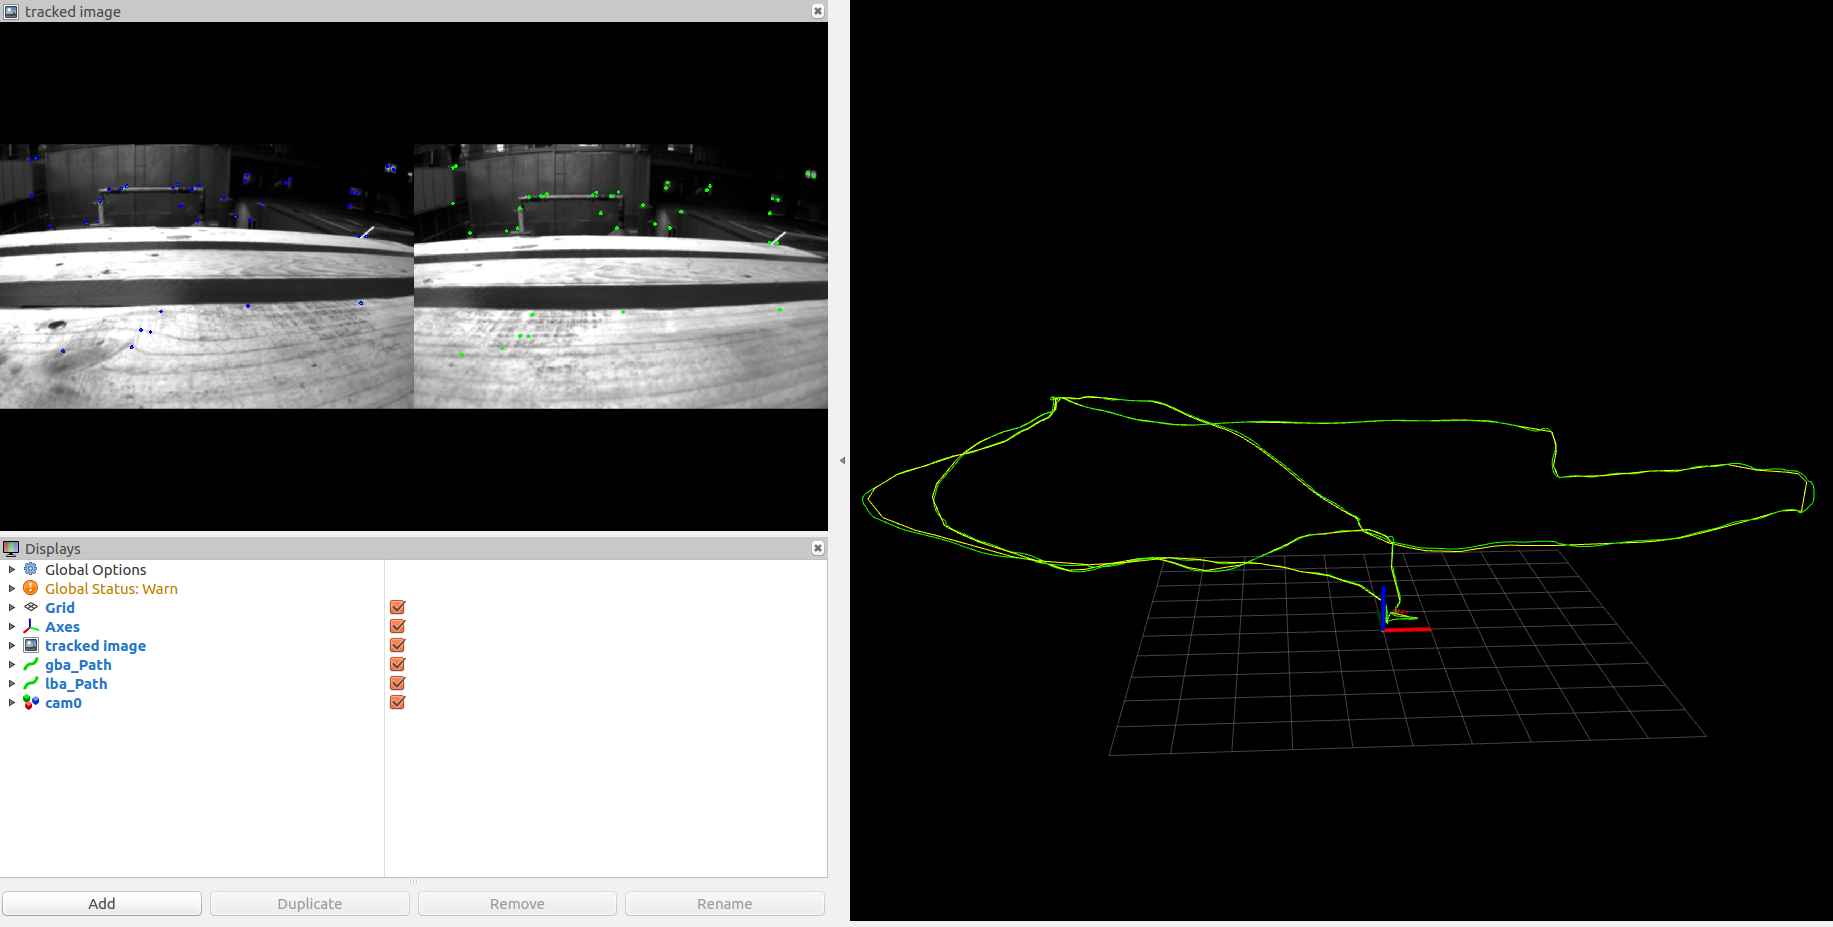 tracked image
Displays
Global Options
Global Status: Warn
Grid
Axes
tracked image
gba_Path
lba_Path
cam0
Add
Duplicate
Remove
Rename